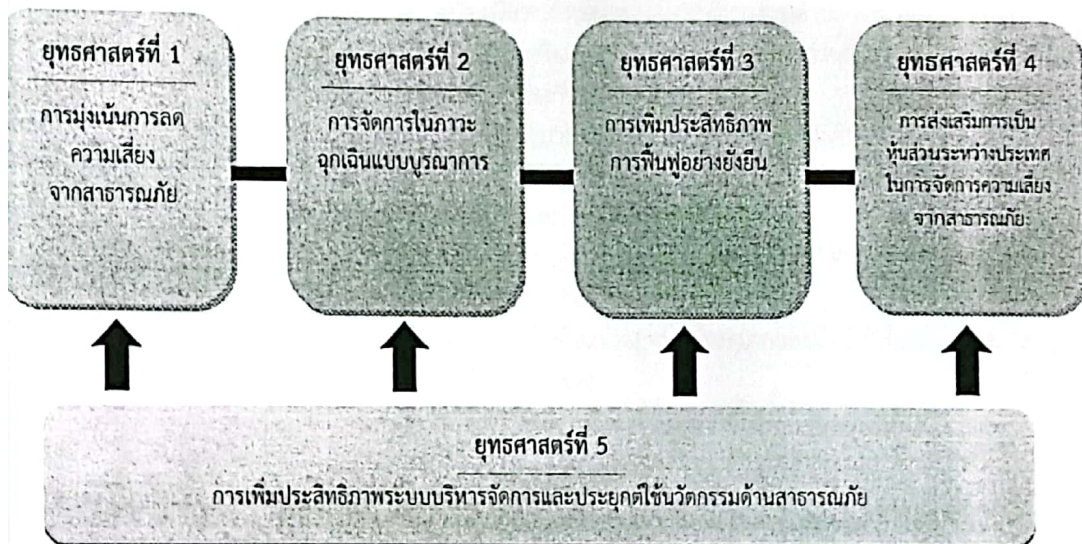 ยุทธศาสตร์ที่ 1
การมุ่งเน้นการลด
ความเสี่ยง
จากสาธารณภัย
ยุทธศาสตร์ที่ 2
การจัดการในภาวะ
ฉุกเฉินแบบบูรณาการ
ยุทธศาสตร์ที่ 3
การเพิ่มประสิทธิภาพ
การฟื้นฟูอย่างยั่งยืน
ยุทธศาสตร์ที่ 4
การส่งเสริมการเป็น
หุ้นส่วนระหว่างประเทศ
ในการจัดการความเสี่ยง
จากสาธารณภัย
ยุทธศาสตร์ที่ 5
การเพิ่มประสิทธิภาพระบบบริหารจัดการและประยุกต์ใช้นวัตกรรมด้านสาธารณภัย